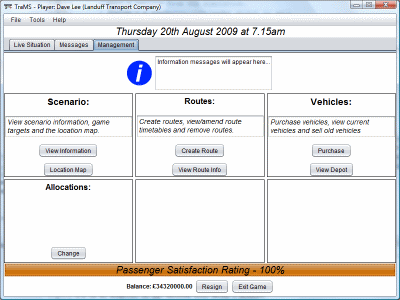 TraMS - Player: Dave Lee (Landuff Transport Company)
File Tools Help
Thursday 20th August 2009 at 7.15am
Live Situation Messages Management
Information messages will appear here...
Scenario:
View scenario information, game
targets and the location map.
View Information
Location Map
Routes:
Create routes, view/amend route
timetables and remove routes.
Create Route
View Route Info
Vehicles:
Purchase vehicles, view current
vehicles and sell old vehicles
Purchase
View Depot
Allocations:
Change
Passenger Satisfaction Rating - 100%
Balance: £34320000.00 Resign Exit Game